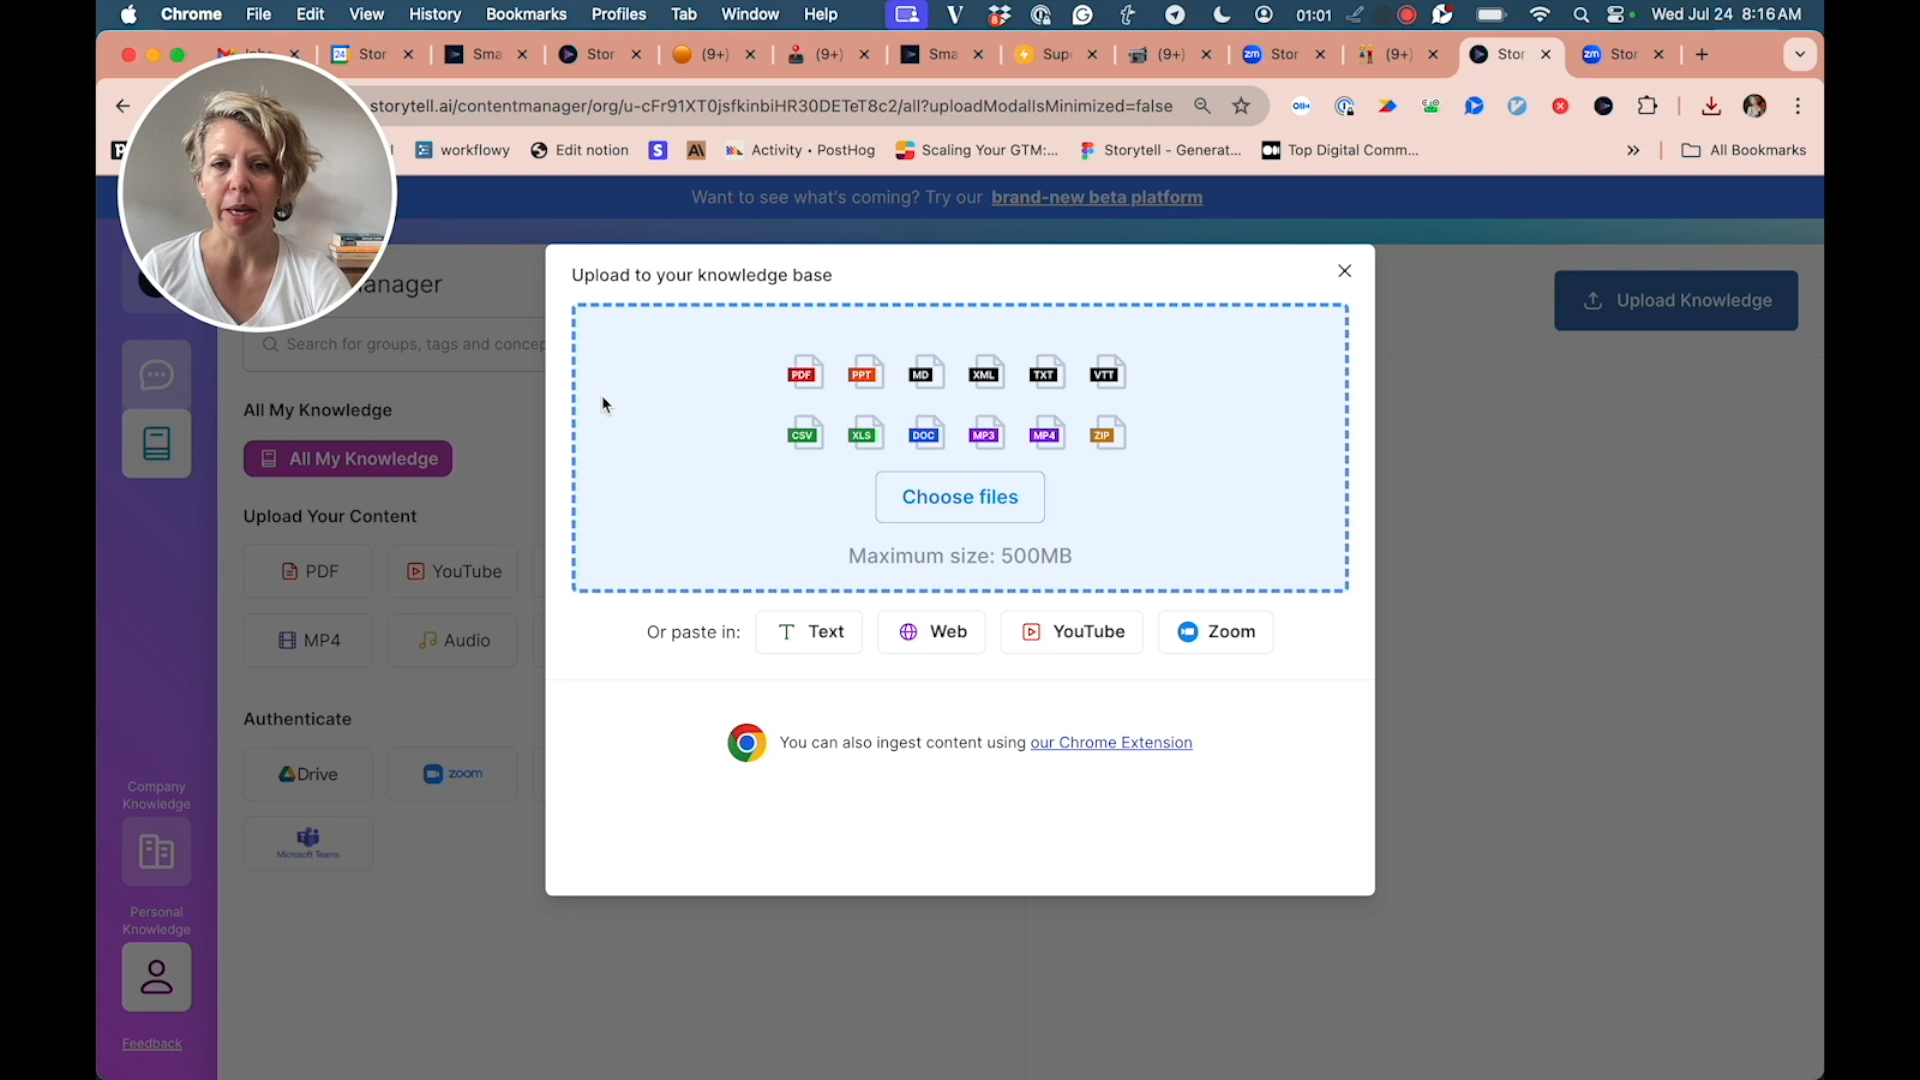 Chrome File Edit View History Bookmarks Profiles Tab Window Help 01:01 Wed Jul 24 8:16 AM
Stor Sma Stor (9+) (9+) Sma Sup (9+) Stor (9+) Stor Stor
storytell.ai/contentmanager/org/u-cFr91XT0jsfkinbiHR30DETeT8c2/all?uploadModalIsMinimized=false
workflowy Edit notion Activity • PostHog Scaling Your GTM:... Storytell - Generat... Top Digital Comm... All Bookmarks
Want to see what's coming? Try our brand-new beta platform
anager
Upload to your knowledge base
Upload Knowledge
Search for groups, tags and concep
PDF PPT MD XML TXT VTT
All My Knowledge
CSV XLS DOC MP3 MP4 ZIP
All My Knowledge
Choose files
Upload Your Content
Maximum size: 500MB
PDF YouTube
Or paste in: Text Web YouTube Zoom
MP4 Audio
Authenticate
You can also ingest content using our Chrome Extension
Drive zoom
Company
Knowledge
Microsoft Teams
Personal
Knowledge
Feedback